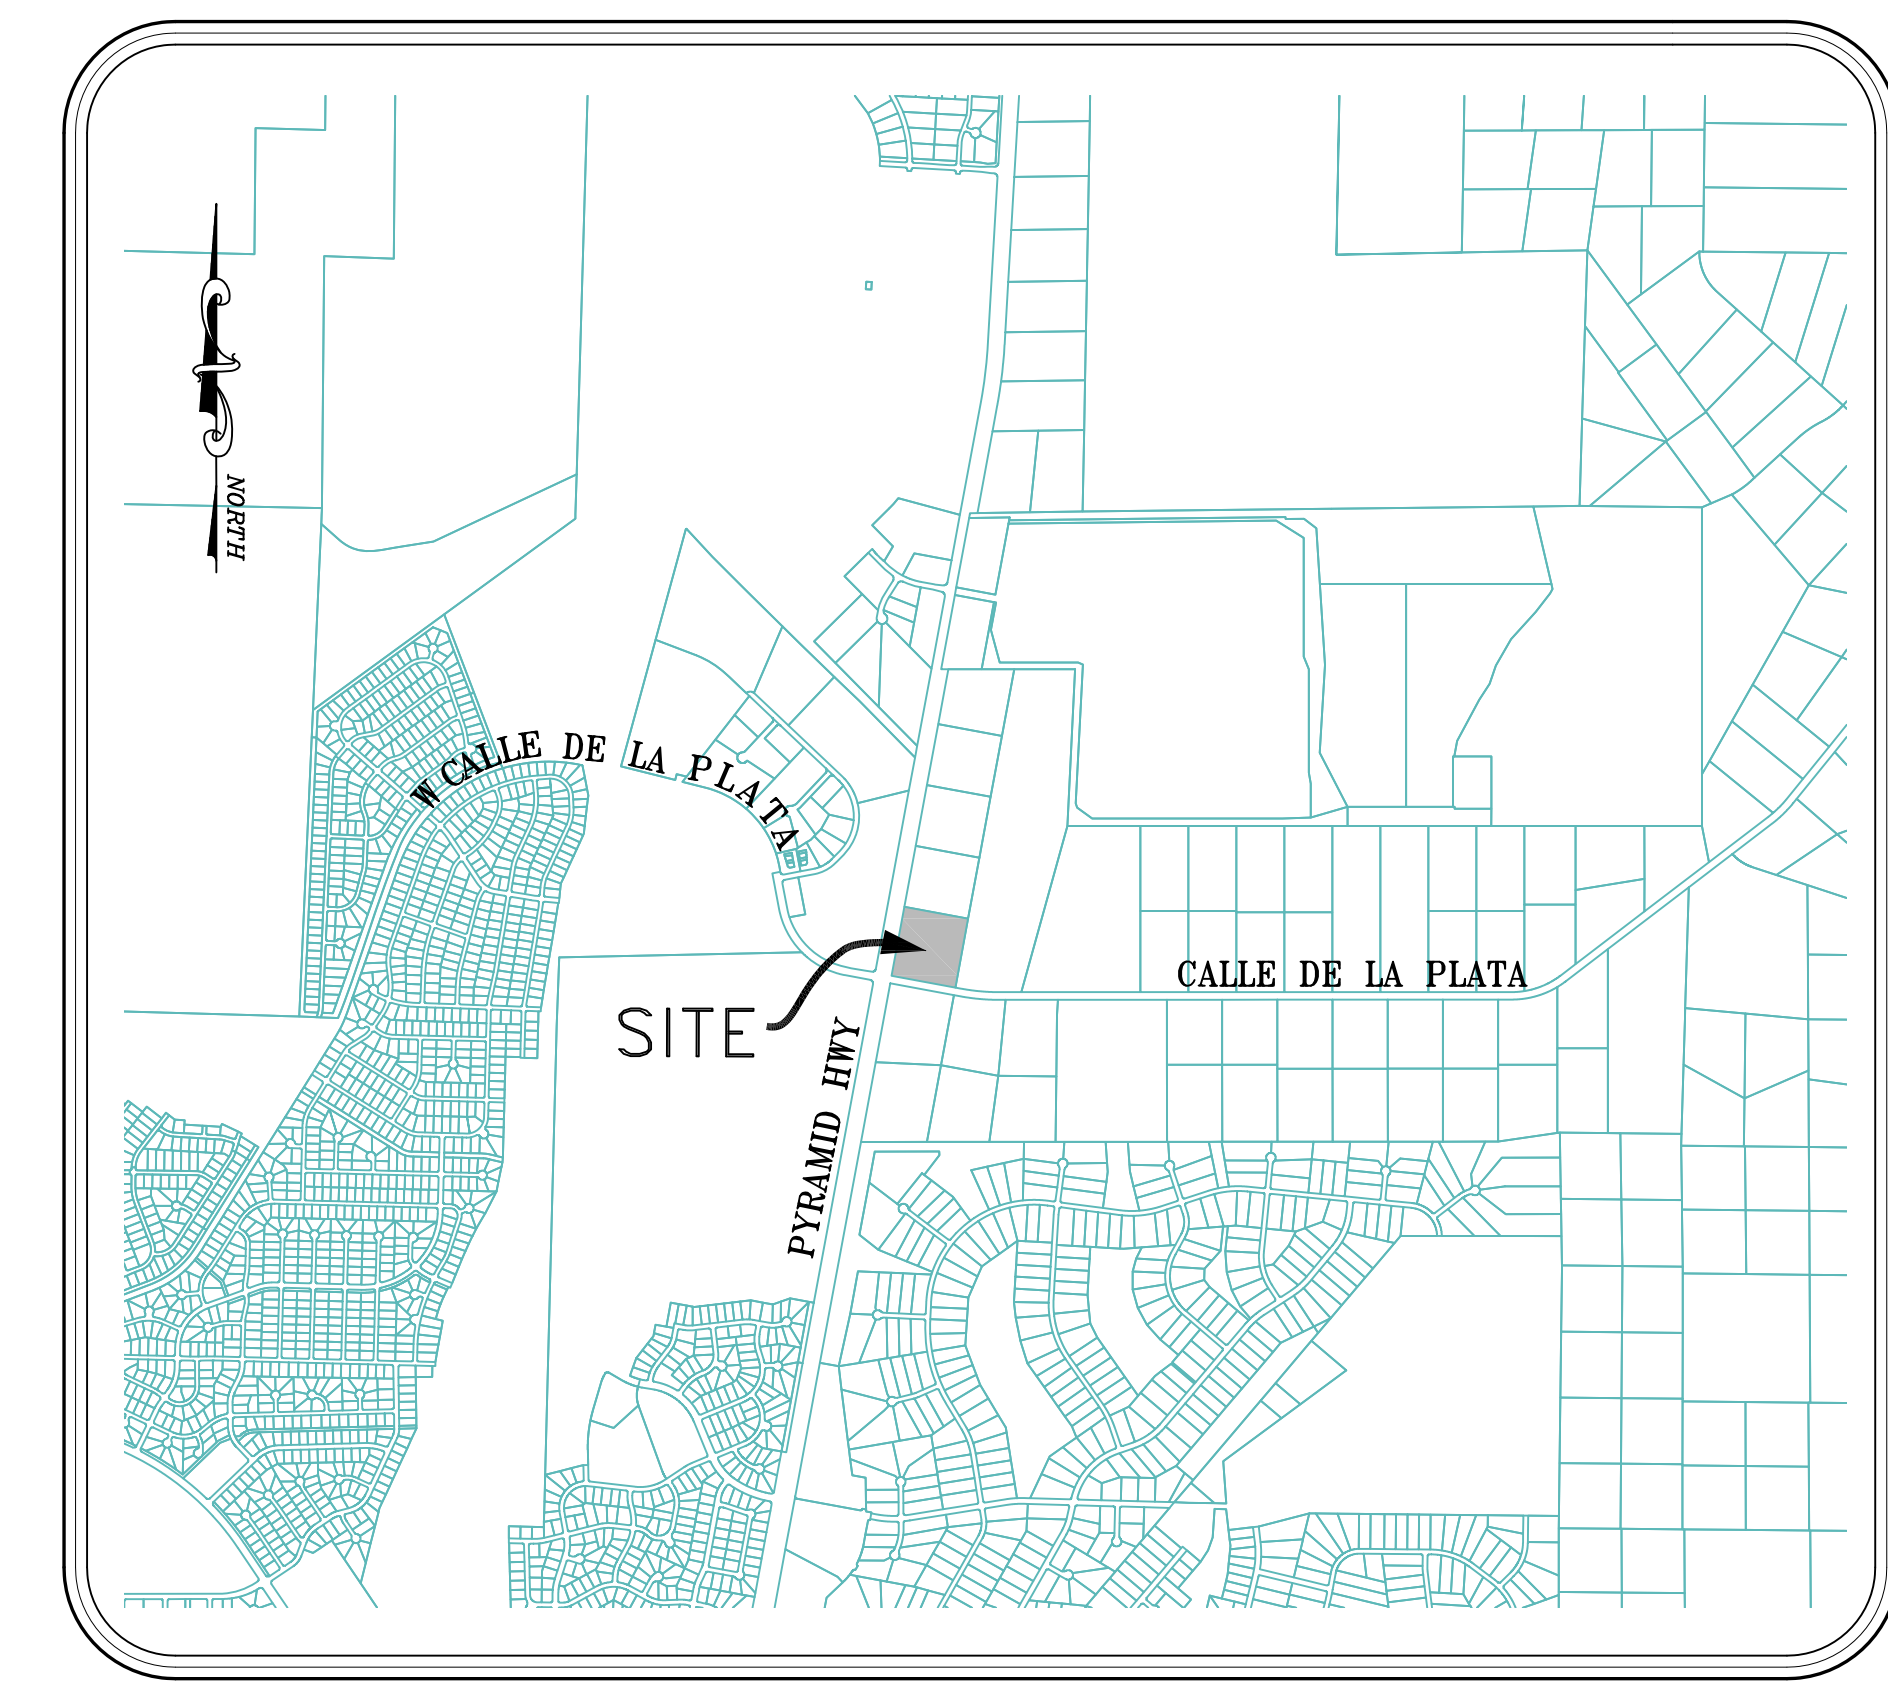 NORTH
W CALLE DE LA PLATA
CALLE DE LA PLATA
SITE
PYRAMID HWY